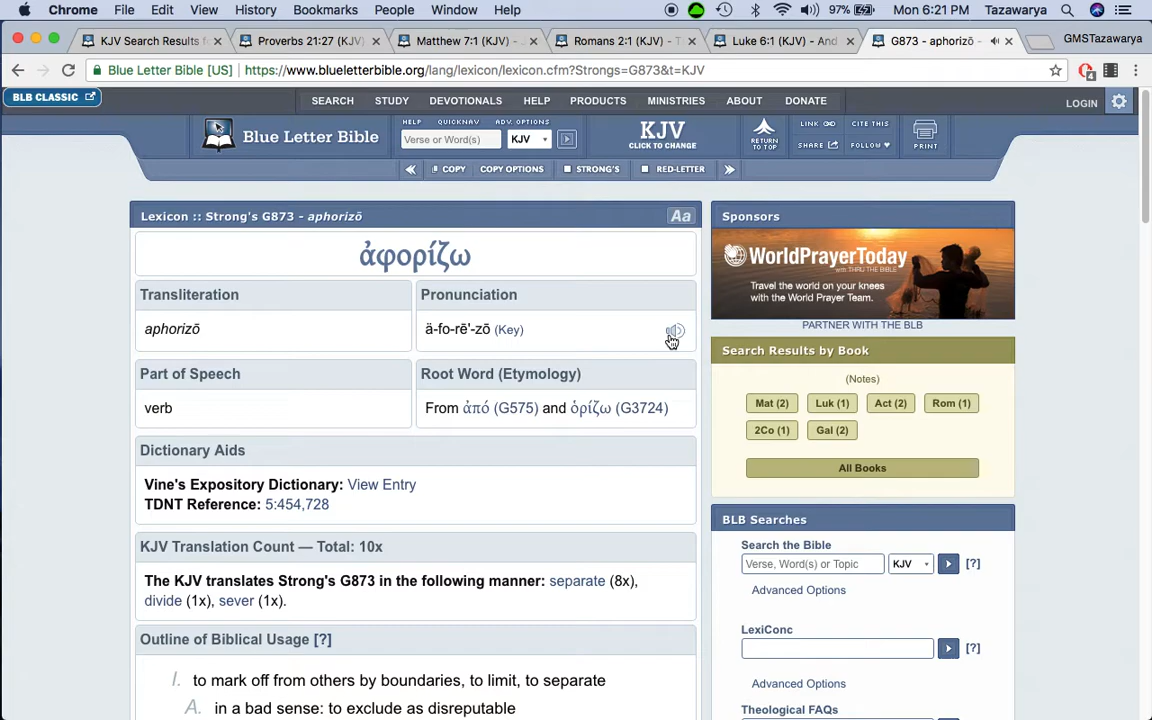 Chrome File Edit View History Bookmarks People Window Help 97% Mon 6:21 PM Tazawarya
KJV Search Results f Proverbs 21:27 (KJV) Matthew 7:1 (KJV) - J Romans 2:1 (KJV) - T Luke 6:1 (KJV) - And G873 - aphorizō - GMSTazawarya
Blue Letter Bible [US] https://www.blueletterbible.org/lang/lexicon/lexicon.cfm?Strongs=G873&t=KJV 4
BLB CLASSIC SEARCH STUDY DEVOTIONALS HELP PRODUCTS MINISTRIES ABOUT DONATE LOGIN
HELP QUICKNAV ADV. OPTIONS
Blue Letter Bible Verse or Word(s) KJV
KJV
CLICK TO CHANGE
RETURN
TO TOP
LINK CITE THIS
SHARE FOLLOW
PRINT
COPY COPY OPTIONS STRONG'S RED-LETTER
Lexicon :: Strong's G873 - aphorizō Aa
ἀφορίζω
Transliteration Pronunciation
aphorizō ä-fo-rē'-zō (Key)
Part of Speech Root Word (Etymology)
verb From ἀπό (G575) and ὁρίζω (G3724)
Dictionary Aids
Vine's Expository Dictionary: View Entry
TDNT Reference: 5:454,728
KJV Translation Count — Total: 10x
The KJV translates Strong's G873 in the following manner: separate (8x),
divide (1x), sever (1x).
Outline of Biblical Usage [?]
I. to mark off from others by boundaries, to limit, to separate
A. in a bad sense: to exclude as disreputable
Sponsors
WorldPrayerToday
with THRU the BIBLE
Travel the world on your knees
with the World Prayer Team.
PARTNER WITH THE BLB
Search Results by Book
(Notes)
Mat (2) Luk (1) Act (2) Rom (1)
2Co (1) Gal (2)
All Books
BLB Searches
Search the Bible
Verse, Word(s) or Topic KJV [?]
Advanced Options
LexiConc
[?]
Advanced Options
Theological FAQs